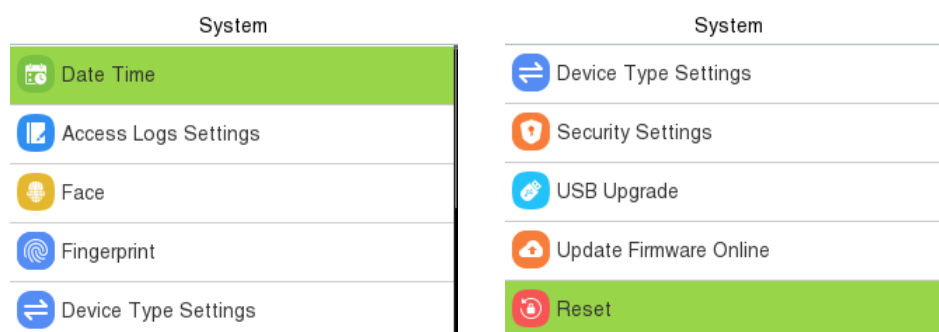 System
Date Time
Access Logs Settings
Face
Fingerprint
Device Type Settings
System
Device Type Settings
Security Settings
USB Upgrade
Update Firmware Online
Reset